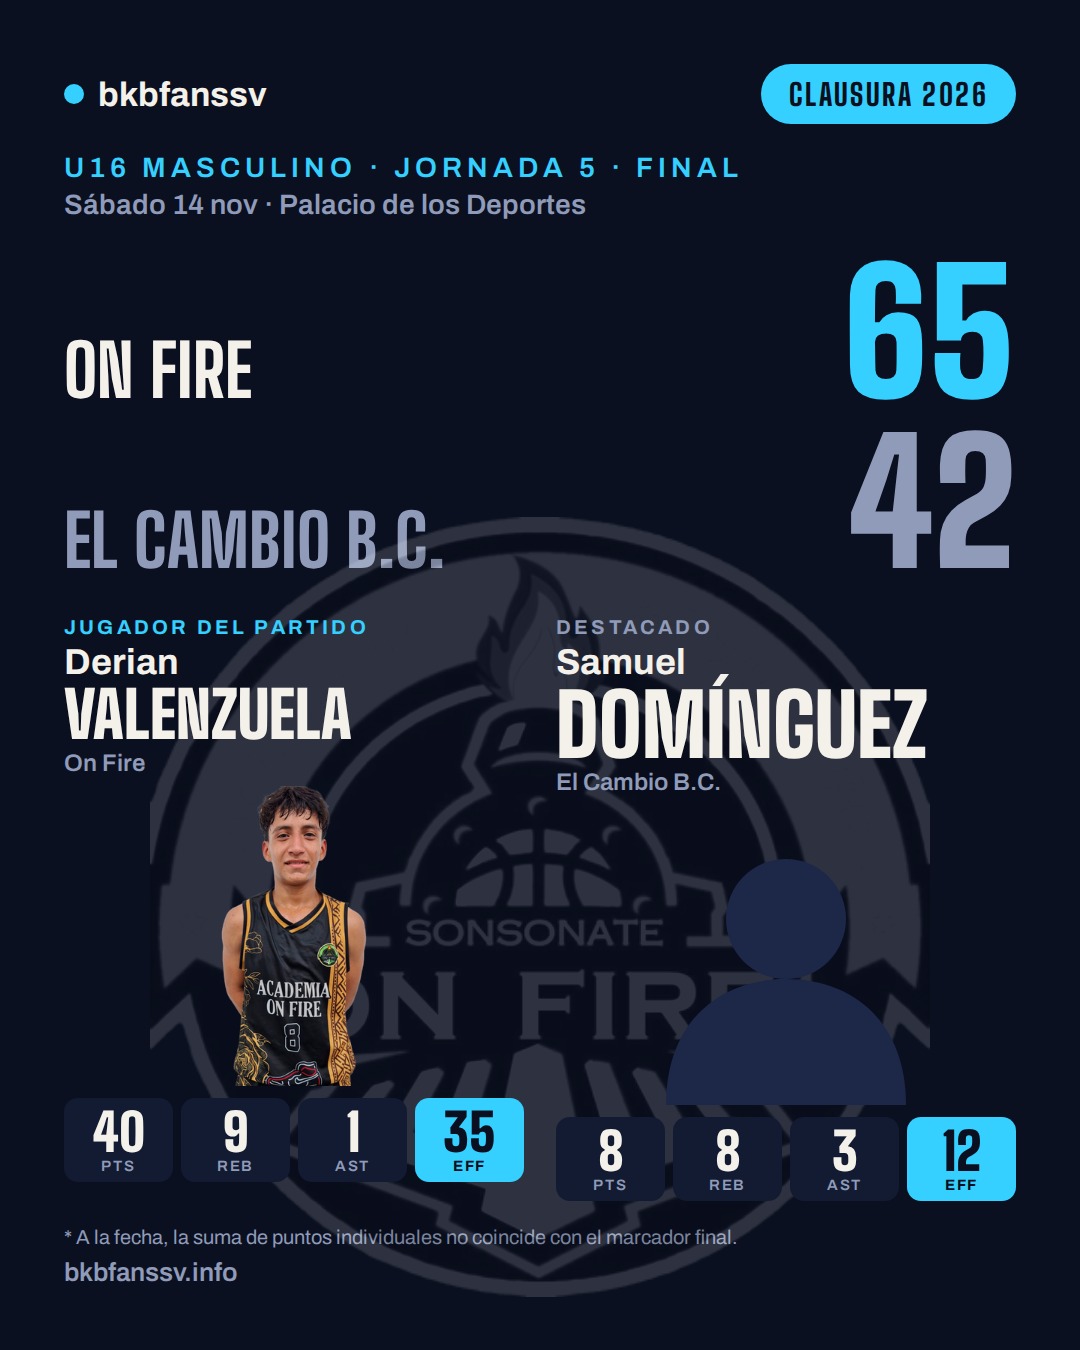 bkbfanssv
CLAUSURA 2026
U16 MASCULINO · JORNADA 5 · FINAL
Sábado 14 nov · Palacio de los Deportes
65
ON FIRE
42
EL CAMBIO B.C.
JUGADOR DEL PARTIDO
Derian
VALENZUELA
On Fire
DESTACADO
Samuel
DOMÍNGUEZ
El Cambio B.C.
SONSONATE
ON FIRE
ACADEMIA
ON FIRE
8
40 9 1 35
PTS REB AST EFF
8 8 3 12
PTS REB AST EFF
* A la fecha, la suma de puntos individuales no coincide con el marcador final.
bkbfanssv.info